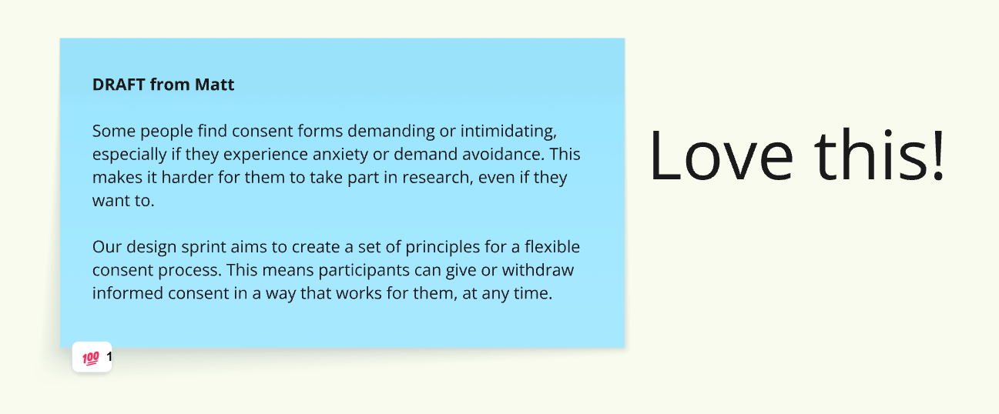 DRAFT from Matt
Some people find consent forms demanding or intimidating,
especially if they experience anxiety or demand avoidance. This
makes it harder for them to take part in research, even if they
want to.
Our design sprint aims to create a set of principles for a flexible
consent process. This means participants can give or withdraw
informed consent in a way that works for them, at any time.
💯 1
Love this!